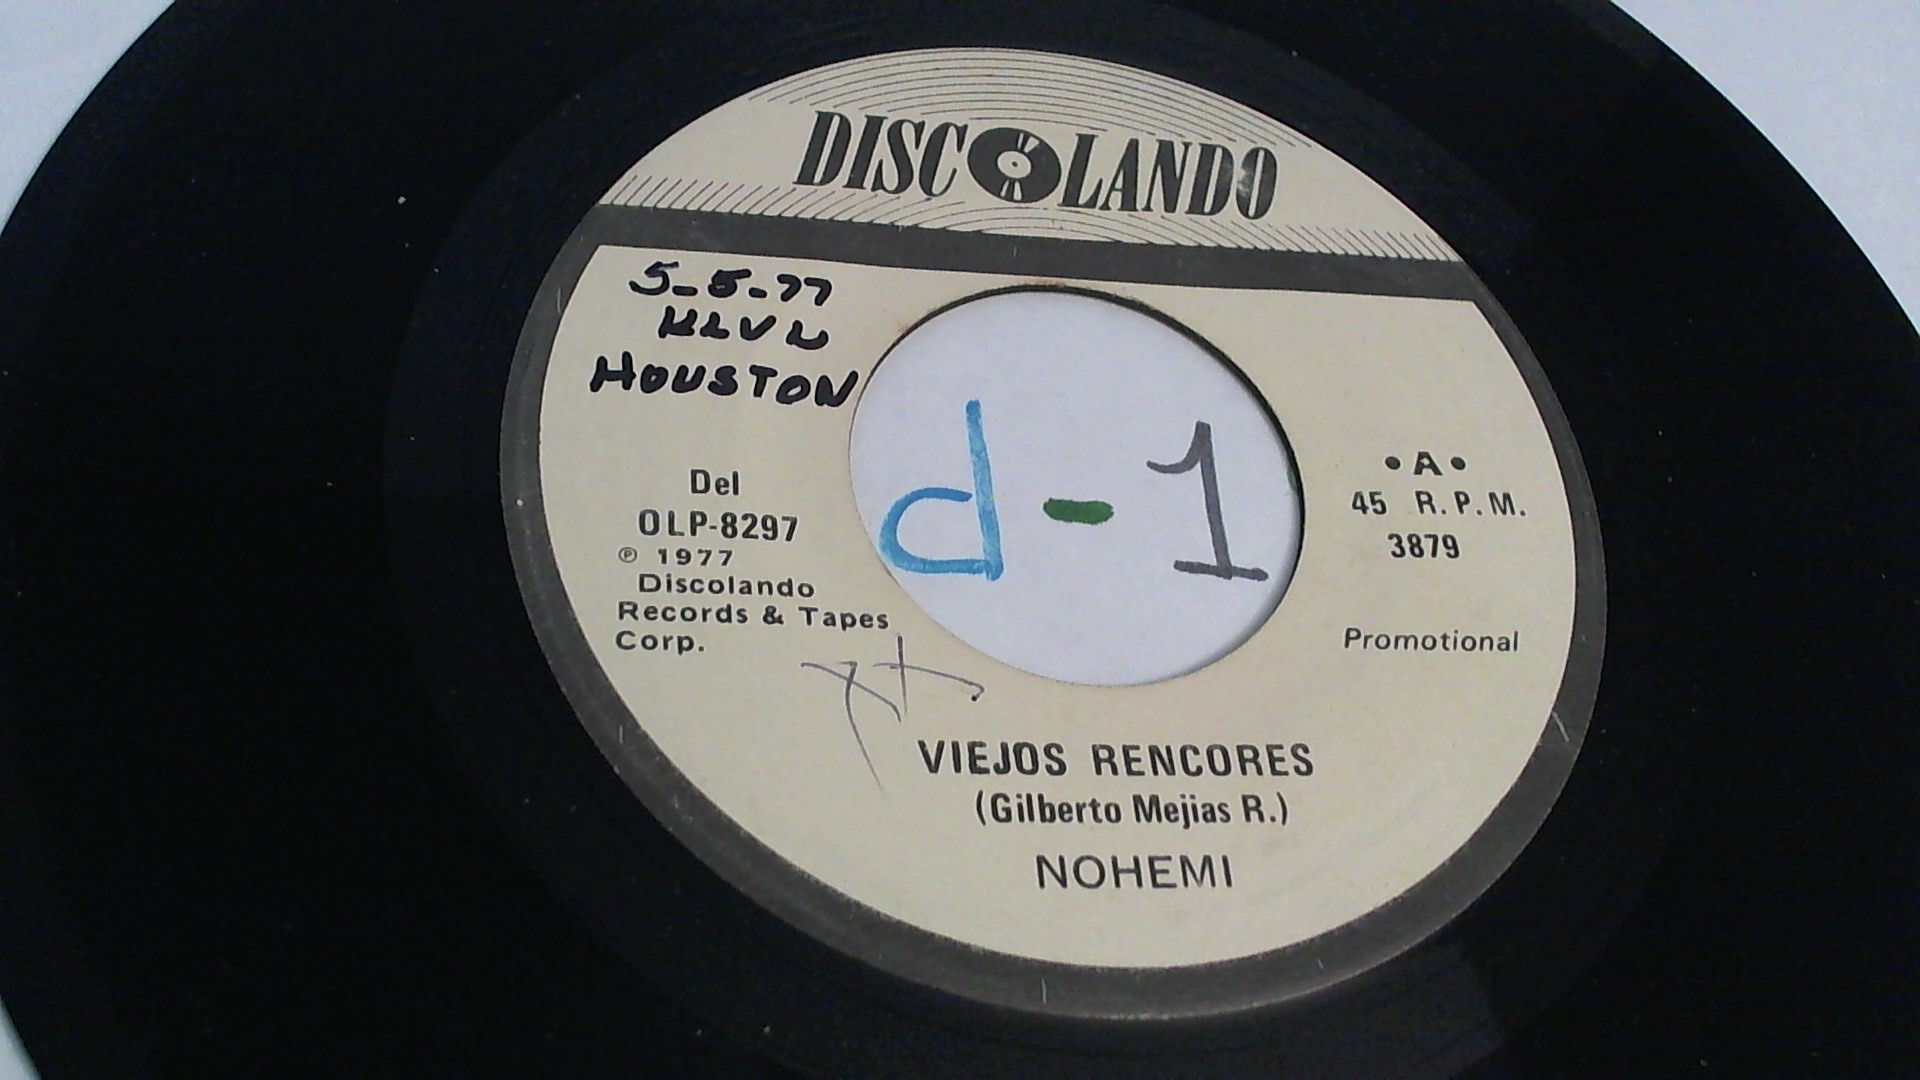 DISCOLANDO
5-5-77
KLVL
HOUSTON
d-1
Del
OLP-8297
℗ 1977
Discolando
Records & Tapes
Corp.
• A •
45 R.P.M.
3879
Promotional
VIEJOS RENCORES
(Gilberto Mejias R.)
NOHEMI